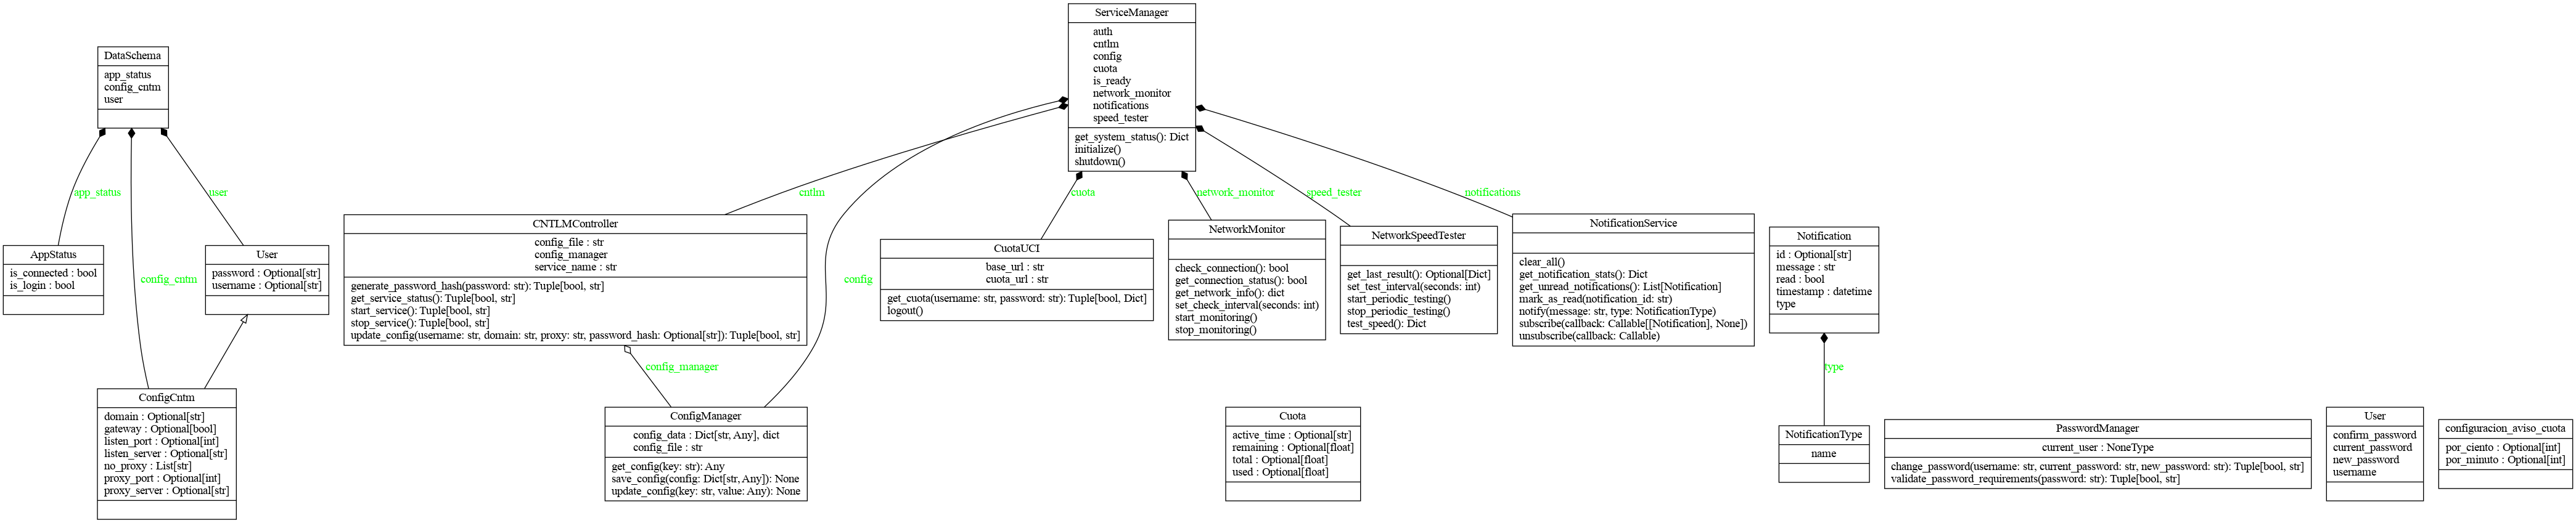 ServiceManager
auth
cntlm
config
cuota
is_ready
network_monitor
notifications
speed_tester
get_system_status(): Dict
initialize()
shutdown()
DataSchema
app_status
config_cntm
user
app_status
user
cntlm
cuota
network_monitor
speed_tester
notifications
config_cntm
config
AppStatus
is_connected : bool
is_login : bool
User
password : Optional[str]
username : Optional[str]
CNTLMController
config_file : str
config_manager
service_name : str
generate_password_hash(password: str): Tuple[bool, str]
get_service_status(): Tuple[bool, str]
start_service(): Tuple[bool, str]
stop_service(): Tuple[bool, str]
update_config(username: str, domain: str, proxy: str, password_hash: Optional[str]): Tuple[bool, str]
CuotaUCI
base_url : str
cuota_url : str
get_cuota(username: str, password: str): Tuple[bool, Dict]
logout()
NetworkMonitor
check_connection(): bool
get_connection_status(): bool
get_network_info(): dict
set_check_interval(seconds: int)
start_monitoring()
stop_monitoring()
NetworkSpeedTester
get_last_result(): Optional[Dict]
set_test_interval(seconds: int)
start_periodic_testing()
stop_periodic_testing()
test_speed(): Dict
NotificationService
clear_all()
get_notification_stats(): Dict
get_unread_notifications(): List[Notification]
mark_as_read(notification_id: str)
notify(message: str, type: NotificationType)
subscribe(callback: Callable[[Notification], None])
unsubscribe(callback: Callable)
Notification
id : Optional[str]
message : str
read : bool
timestamp : datetime
type
config_manager
type
ConfigCntm
domain : Optional[str]
gateway : Optional[bool]
listen_port : Optional[int]
listen_server : Optional[str]
no_proxy : List[str]
proxy_port : Optional[int]
proxy_server : Optional[str]
ConfigManager
config_data : Dict[str, Any], dict
config_file : str
get_config(key: str): Any
save_config(config: Dict[str, Any]): None
update_config(key: str, value: Any): None
Cuota
active_time : Optional[str]
remaining : Optional[float]
total : Optional[float]
used : Optional[float]
NotificationType
name
PasswordManager
current_user : NoneType
change_password(username: str, current_password: str, new_password: str): Tuple[bool, str]
validate_password_requirements(password: str): Tuple[bool, str]
User
confirm_password
current_password
new_password
username
configuracion_aviso_cuota
por_ciento : Optional[int]
por_minuto : Optional[int]